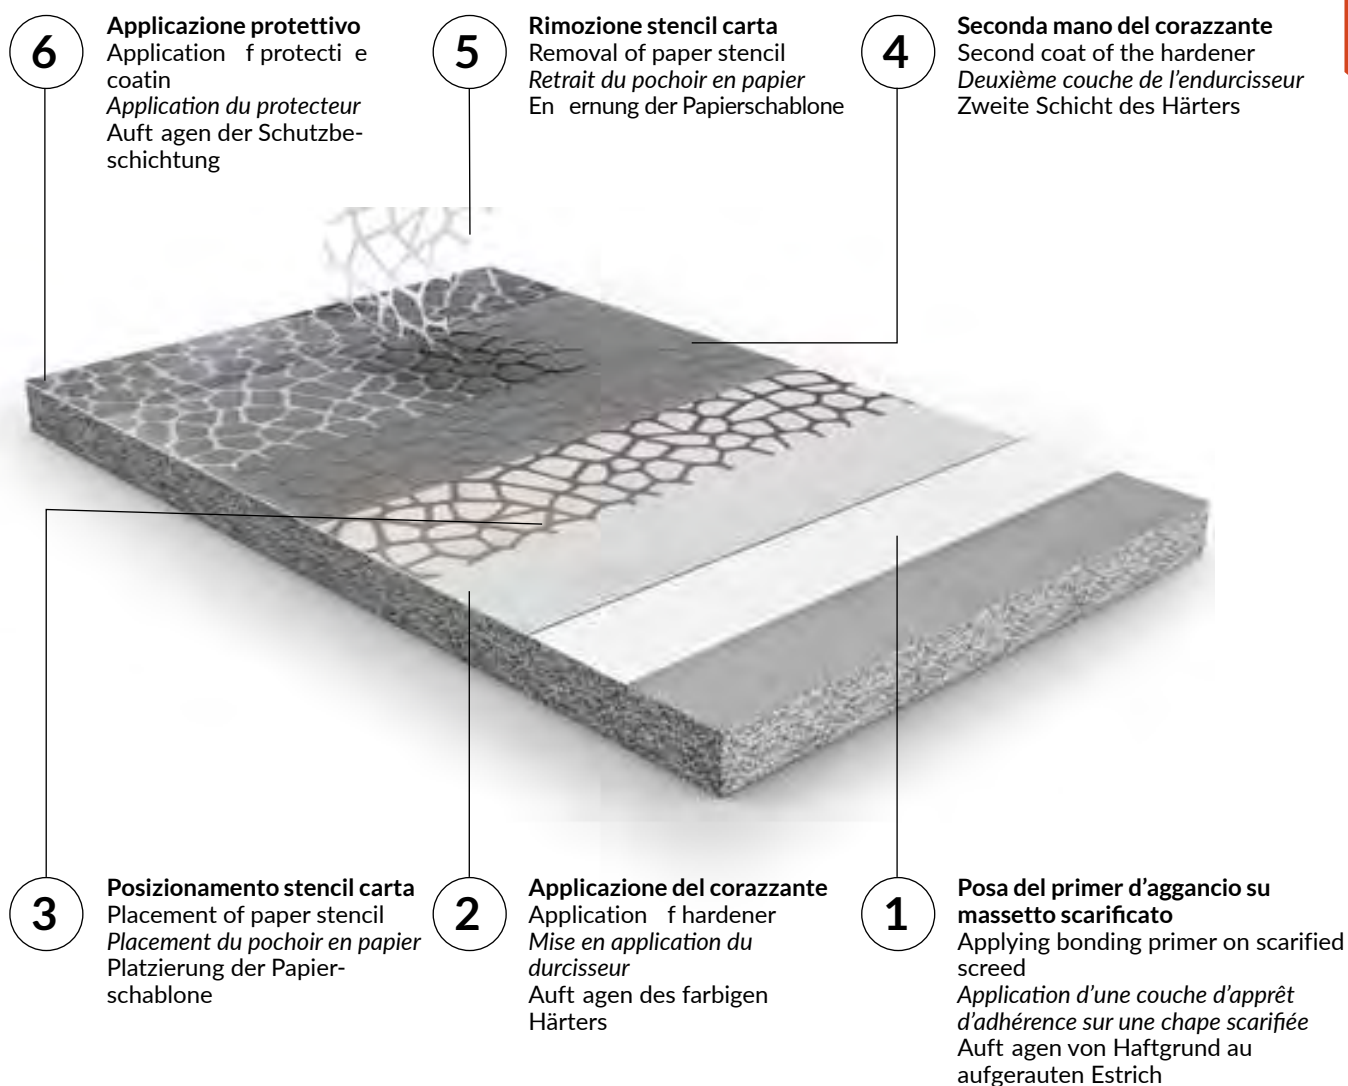 6
Applicazione protettivo
Application f protecti e
coatin
Application du protecteur
Auft agen der Schutzbe-
schichtung
5
Rimozione stencil carta
Removal of paper stencil
Retrait du pochoir en papier
En ernung der Papierschablone
4
Seconda mano del corazzante
Second coat of the hardener
Deuxième couche de l’endurcisseur
Zweite Schicht des Härters
3
Posizionamento stencil carta
Placement of paper stencil
Placement du pochoir en papier
Platzierung der Papier-
schablone
2
Applicazione del corazzante
Application f hardener
Mise en application du
durcisseur
Auft agen des farbigen
Härters
1
Posa del primer d’aggancio su
massetto scarificato
Applying bonding primer on scarified
screed
Application d’une couche d’apprêt
d’adhérence sur une chape scarifiée
Auft agen von Haftgrund au
aufgerauten Estrich